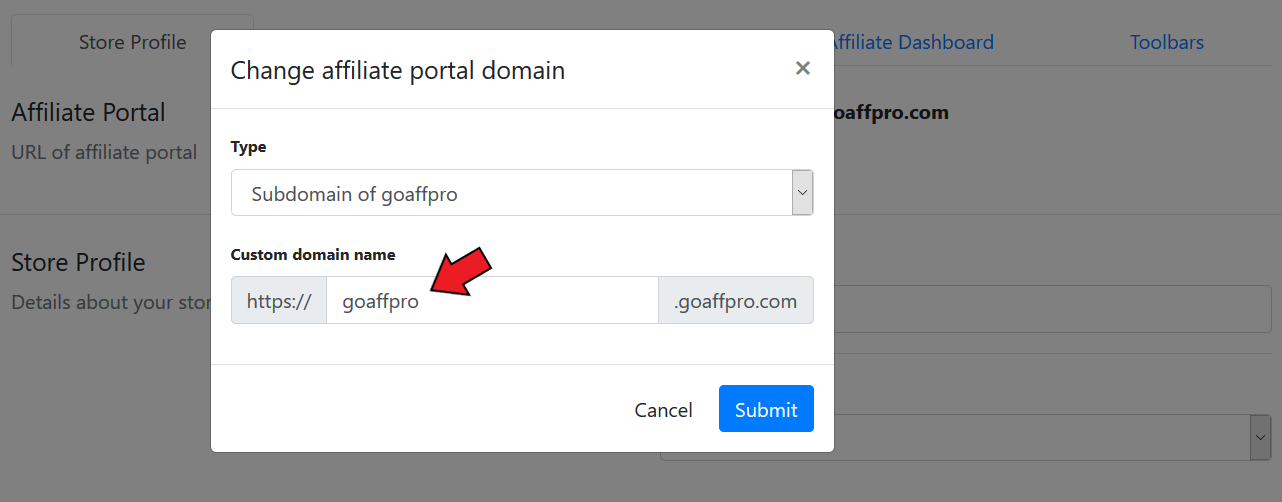 Store Profile
ffiliate Dashboard
Toolbars
Change affiliate portal domain
×
Affiliate Portal
URL of affiliate portal
oaffpro.com
Type
Subdomain of goaffpro
Custom domain name
https:// goaffpro .goaffpro.com
Store Profile
Details about your stor
Cancel
Submit